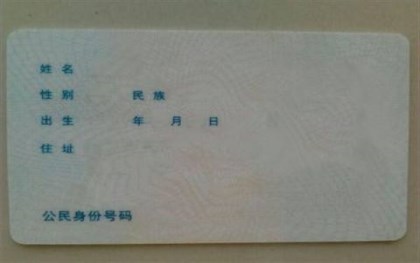 姓名
性别 民族
出生 年 月 日
住址
公民身份号码